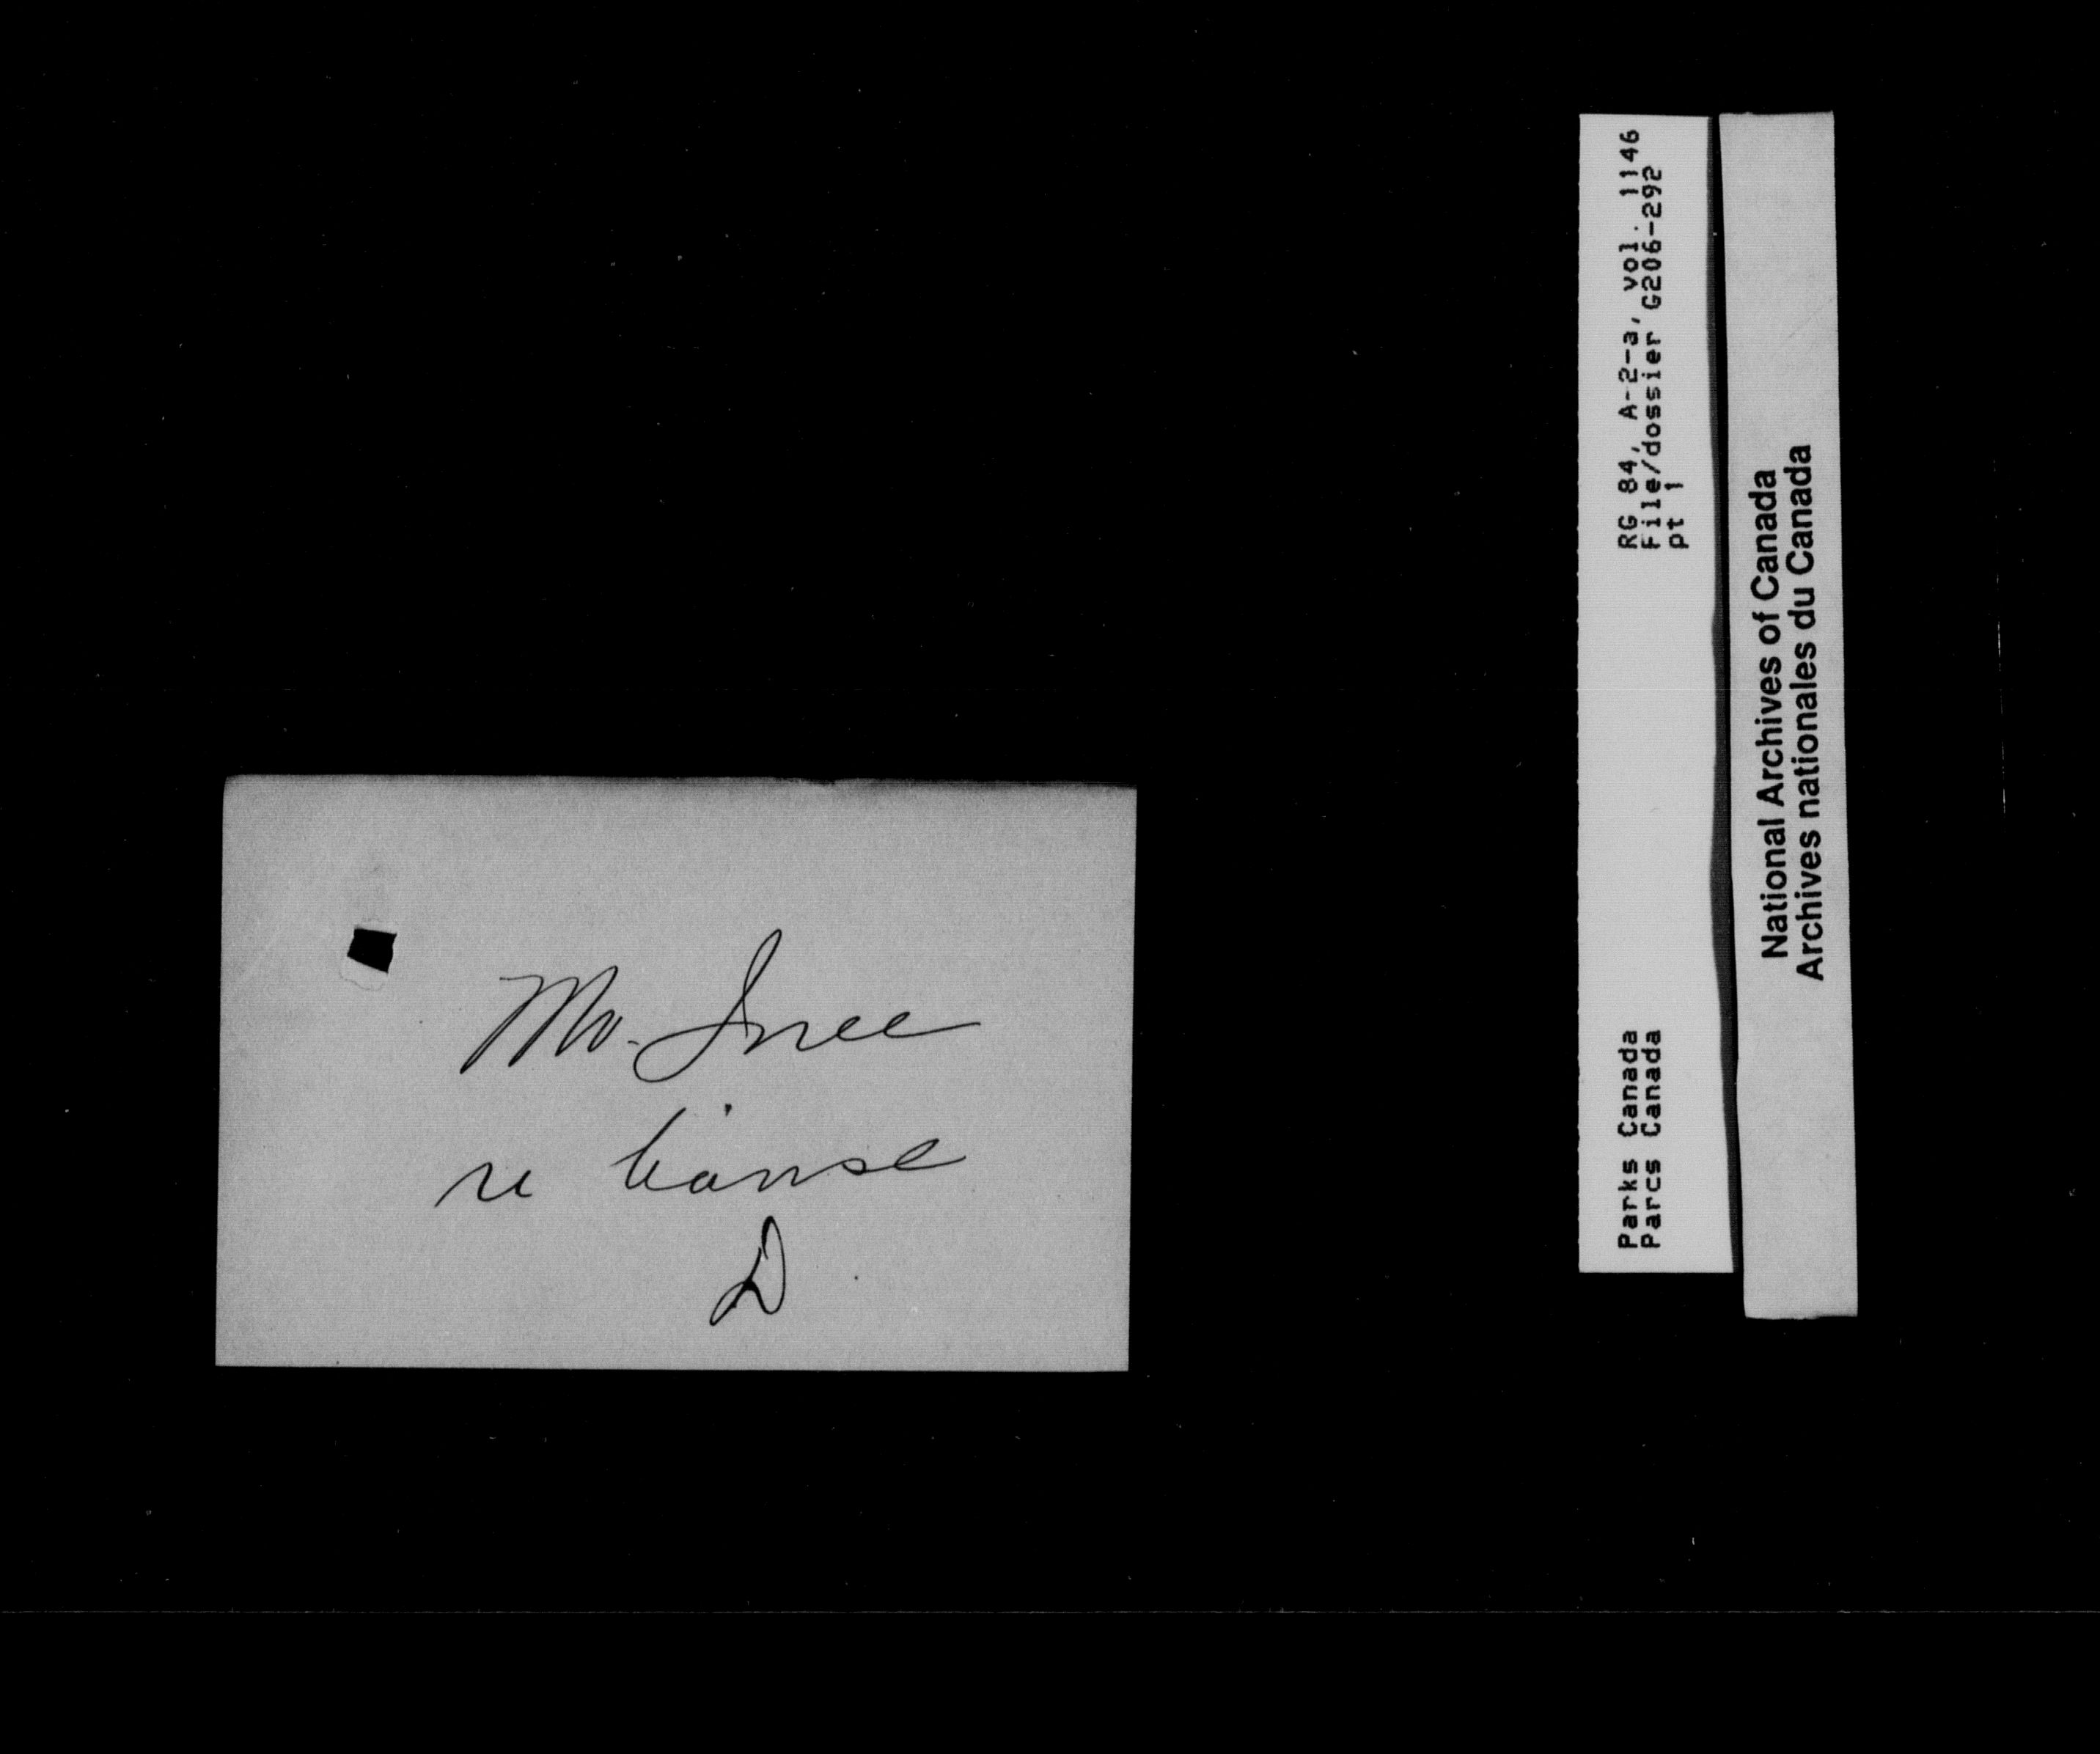 Mr.
re license
D
RG 84, A-2-a, vol. 1146
File/dossier G206-292
pt 1
Parks Canada
Parcs Canada
National Archives of Canada
Archives nationales du Canada